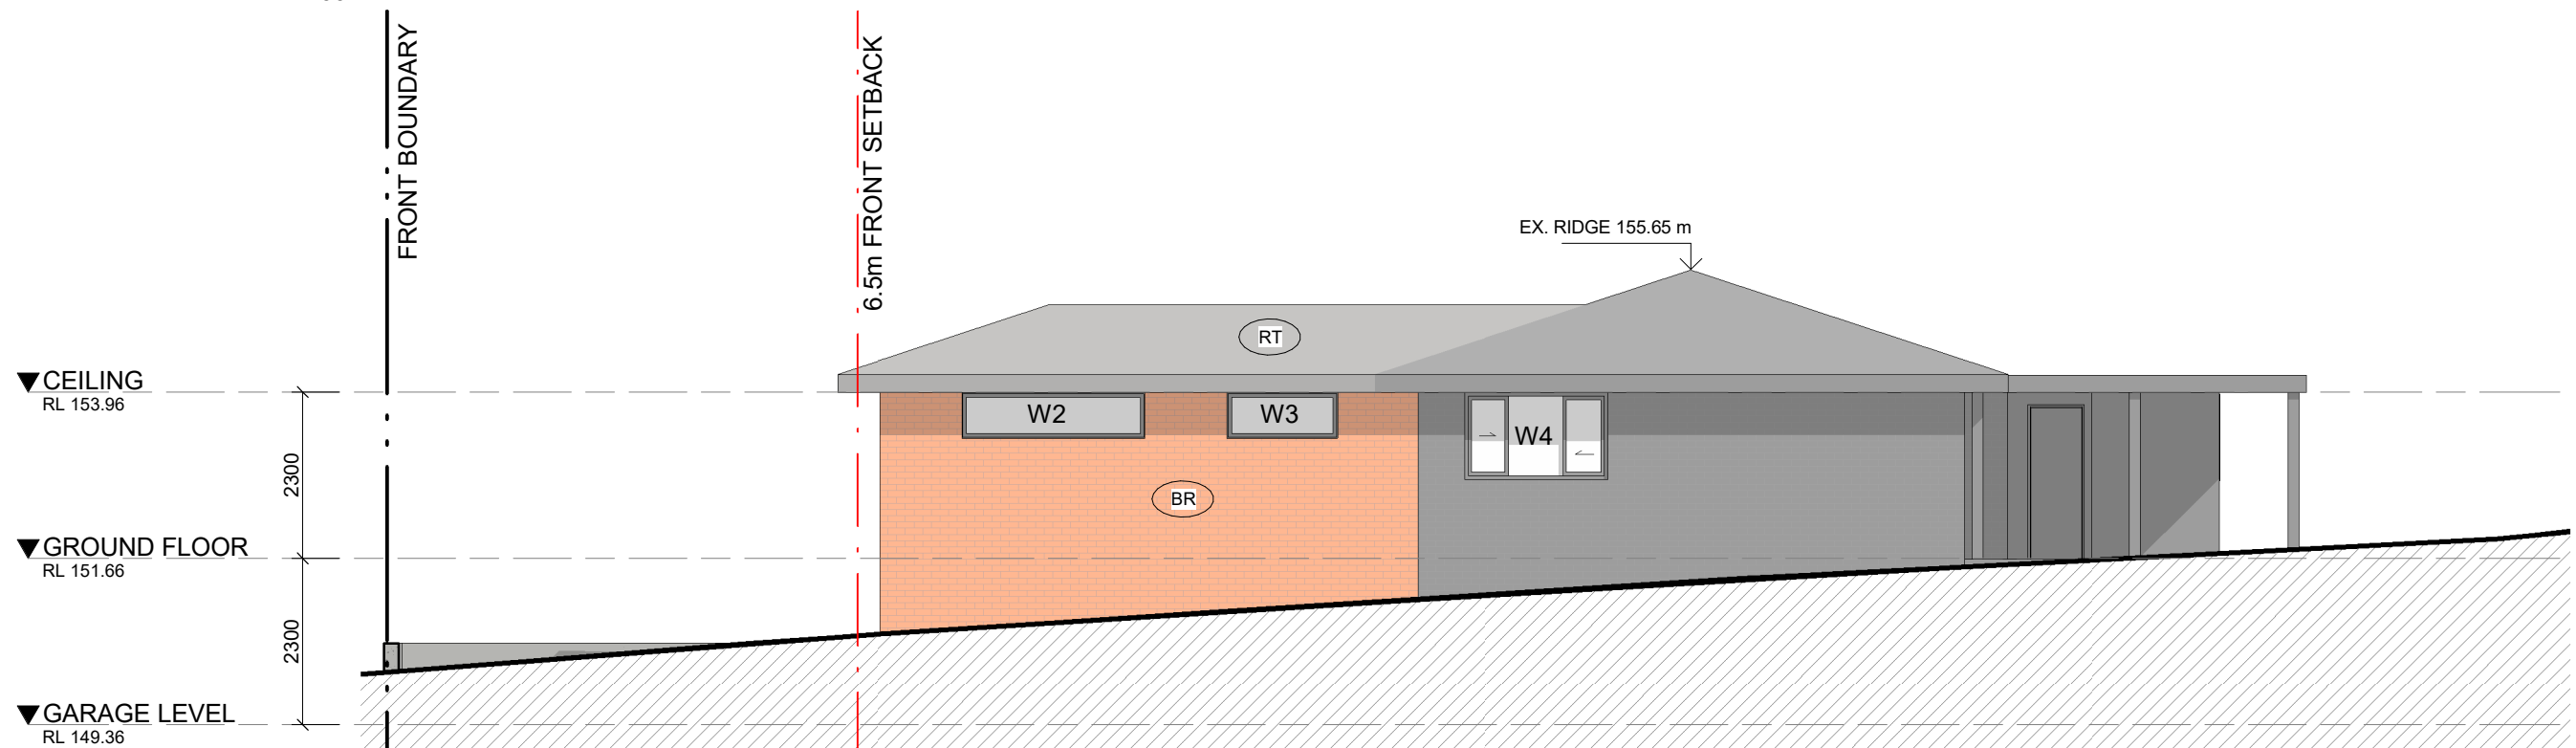 FRONT BOUNDARY
6.5m FRONT SETBACK
EX. RIDGE 155.65 m
RT
CEILING
RL 153.96
W2
W3
W4
2300
BR
GROUND FLOOR
RL 151.66
2300
GARAGE LEVEL
RL 149.36